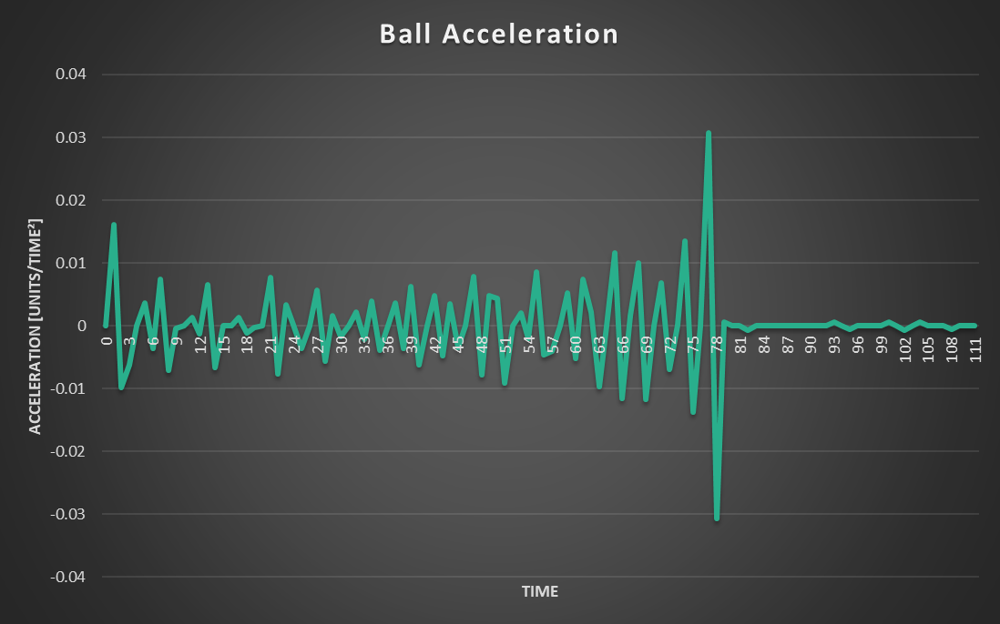 Ball Acceleration
0.04
0.03
0.02
0.01
0
-0.01
-0.02
-0.03
-0.04
ACCELERATION [UNITS/TIME²]
0 3 6 9 12 15 18 21 24 27 30 33 36 39 42 45 48 51 54 57 60 63 66 69 72 75 78 81 84 87 90 93 96 99 102 105 108 111
TIME